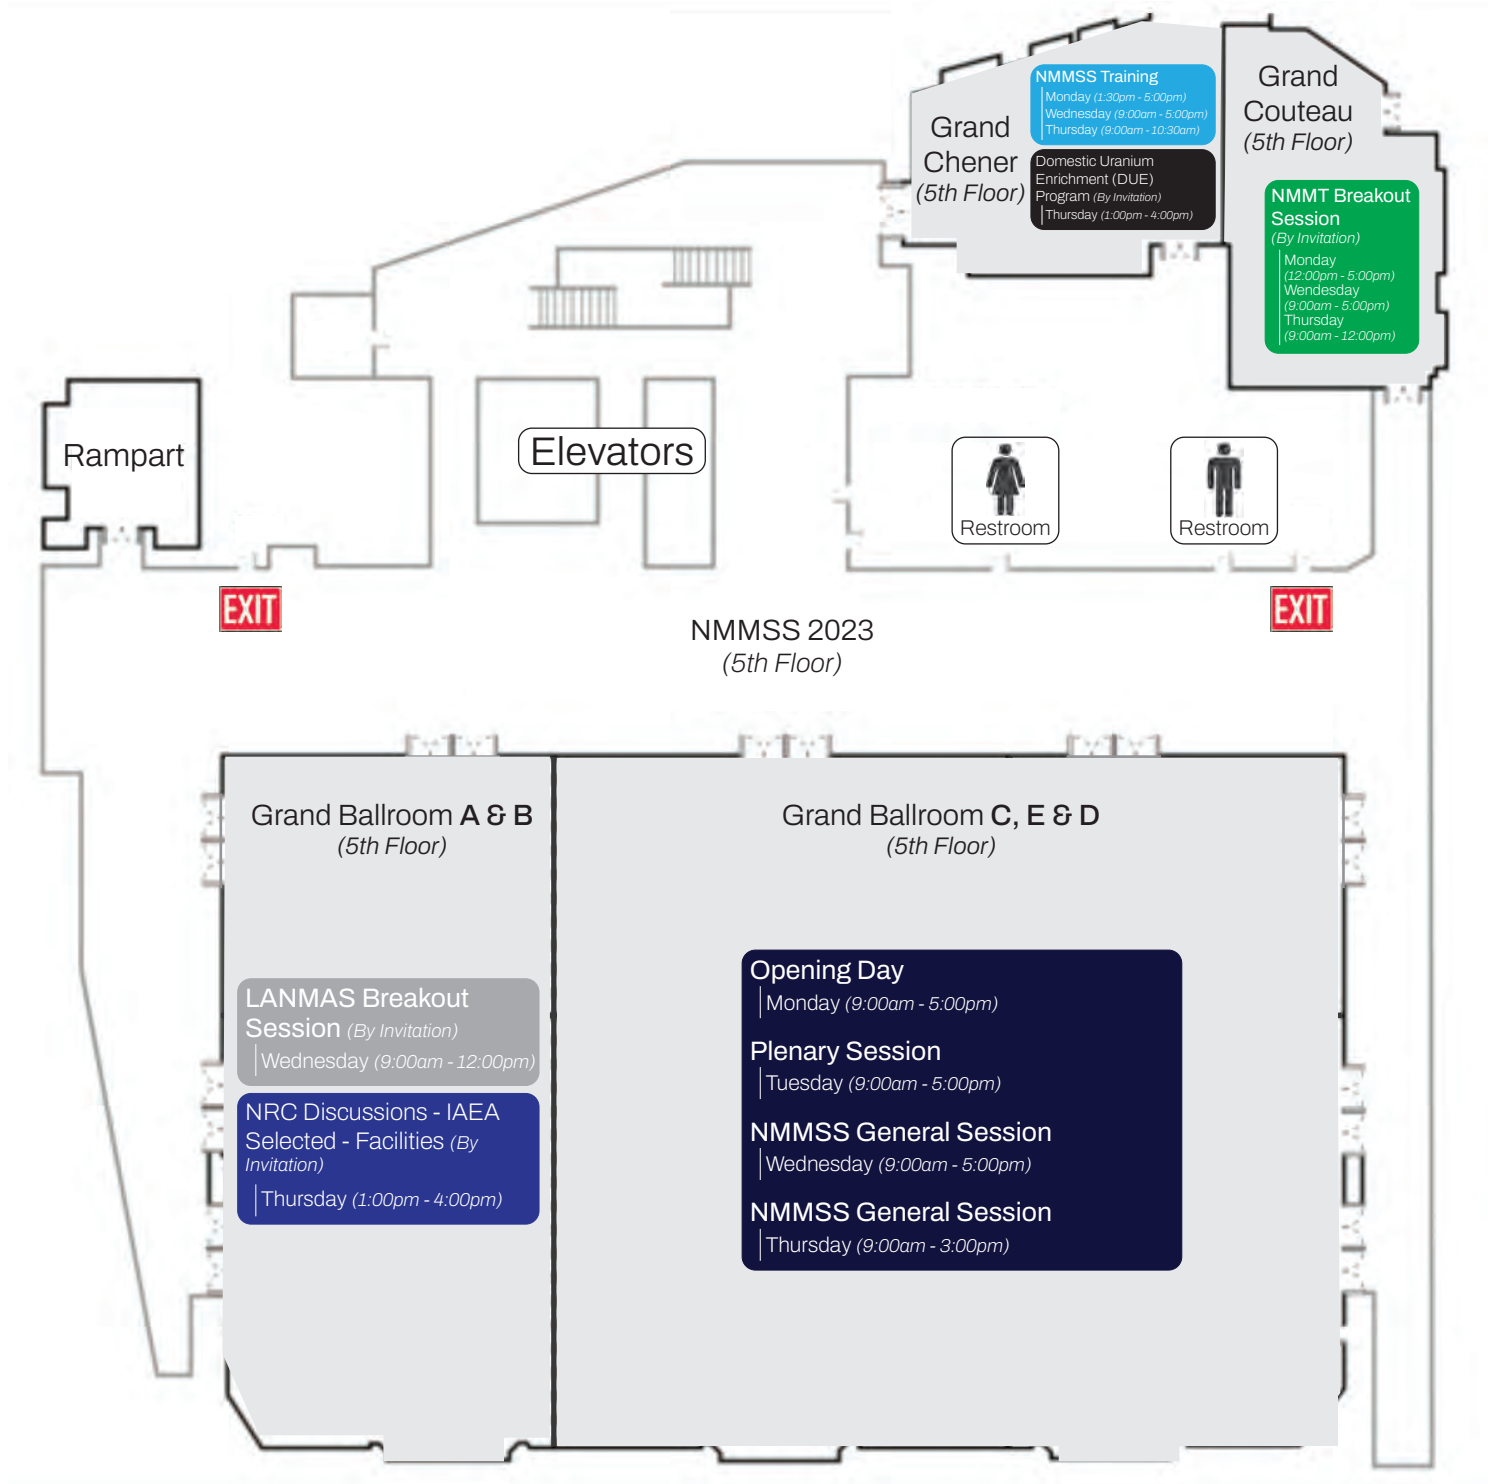 NMMSS Training
Monday (1:30pm - 5:00pm)
Wednesday (9:00am - 5:00pm)
Thursday (9:00am - 10:30am)
Grand
Chener
(5th Floor)
Domestic Uranium
Enrichment (DUE)
Program (By Invitation)
Thursday (1:00pm - 4:00pm)
Grand
Couteau
(5th Floor)
NMMT Breakout
Session
(By Invitation)
Monday
(12:00pm - 5:00pm)
Wendesday
(9:00am - 5:00pm)
Thursday
(9:00am - 12:00pm)
Rampart
Elevators
Restroom
Restroom
EXIT
EXIT
NMMSS 2023
(5th Floor)
Grand Ballroom A & B
(5th Floor)
Grand Ballroom C, E & D
(5th Floor)
LANMAS Breakout
Session (By Invitation)
Wednesday (9:00am - 12:00pm)
NRC Discussions - IAEA
Selected - Facilities (By
Invitation)
Thursday (1:00pm - 4:00pm)
Opening Day
Monday (9:00am - 5:00pm)
Plenary Session
Tuesday (9:00am - 5:00pm)
NMMSS General Session
Wednesday (9:00am - 5:00pm)
NMMSS General Session
Thursday (9:00am - 3:00pm)